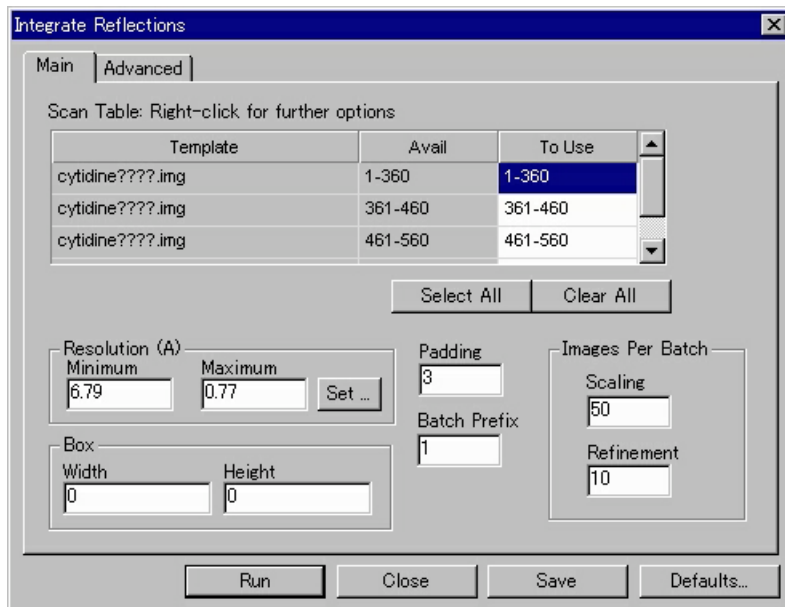 Integrate Reflections
Main Advanced
Scan Table: Right-click for further options
Template Avail To Use
cytidine????.img 1-360 1-360
cytidine????.img 361-460 361-460
cytidine????.img 461-560 461-560
Select All Clear All
Resolution (A)
Minimum Maximum
6.79 0.77 Set ...
Padding
3
Batch Prefix
1
Images Per Batch
Scaling
50
Refinement
10
Box
Width Height
0 0
Run Close Save Defaults...